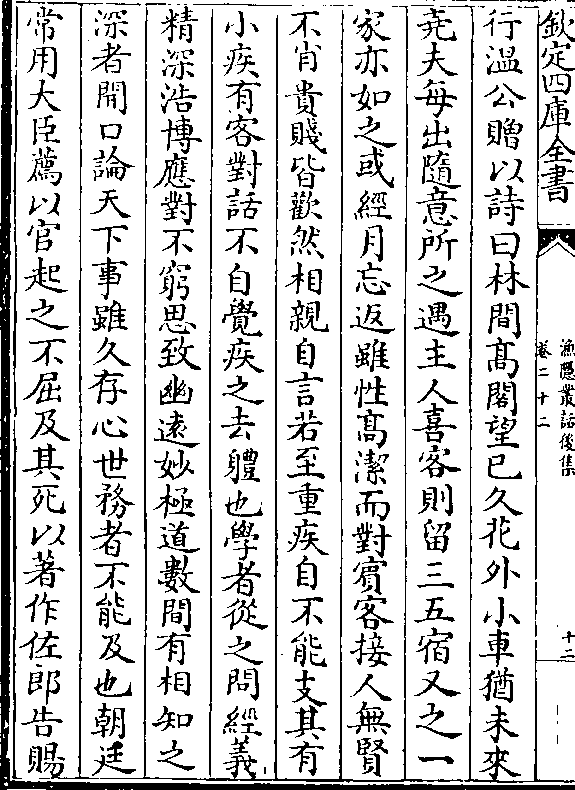 欽定四庫全書
漁隱叢話後集
卷二十二
十二
行溫公贈以詩曰林間髙閣望已久花外小車猶未來
堯夫每出隨意所之遇主人喜客則留三五宿又之一
家亦如之或經月忘返雖性髙潔而對賓客接人無賢
不肖貴賤皆歡然相親自言若至重疾自不能支其有
小疾有客對話不自覺疾之去體也學者從之問經義
精深浩博應對不窮思致幽遠妙極道數間有相知之
深者開口論天下事雖久存心世務者不能及也朝廷
常用大臣薦以官起之不屈及其死以著作佐郎告賜